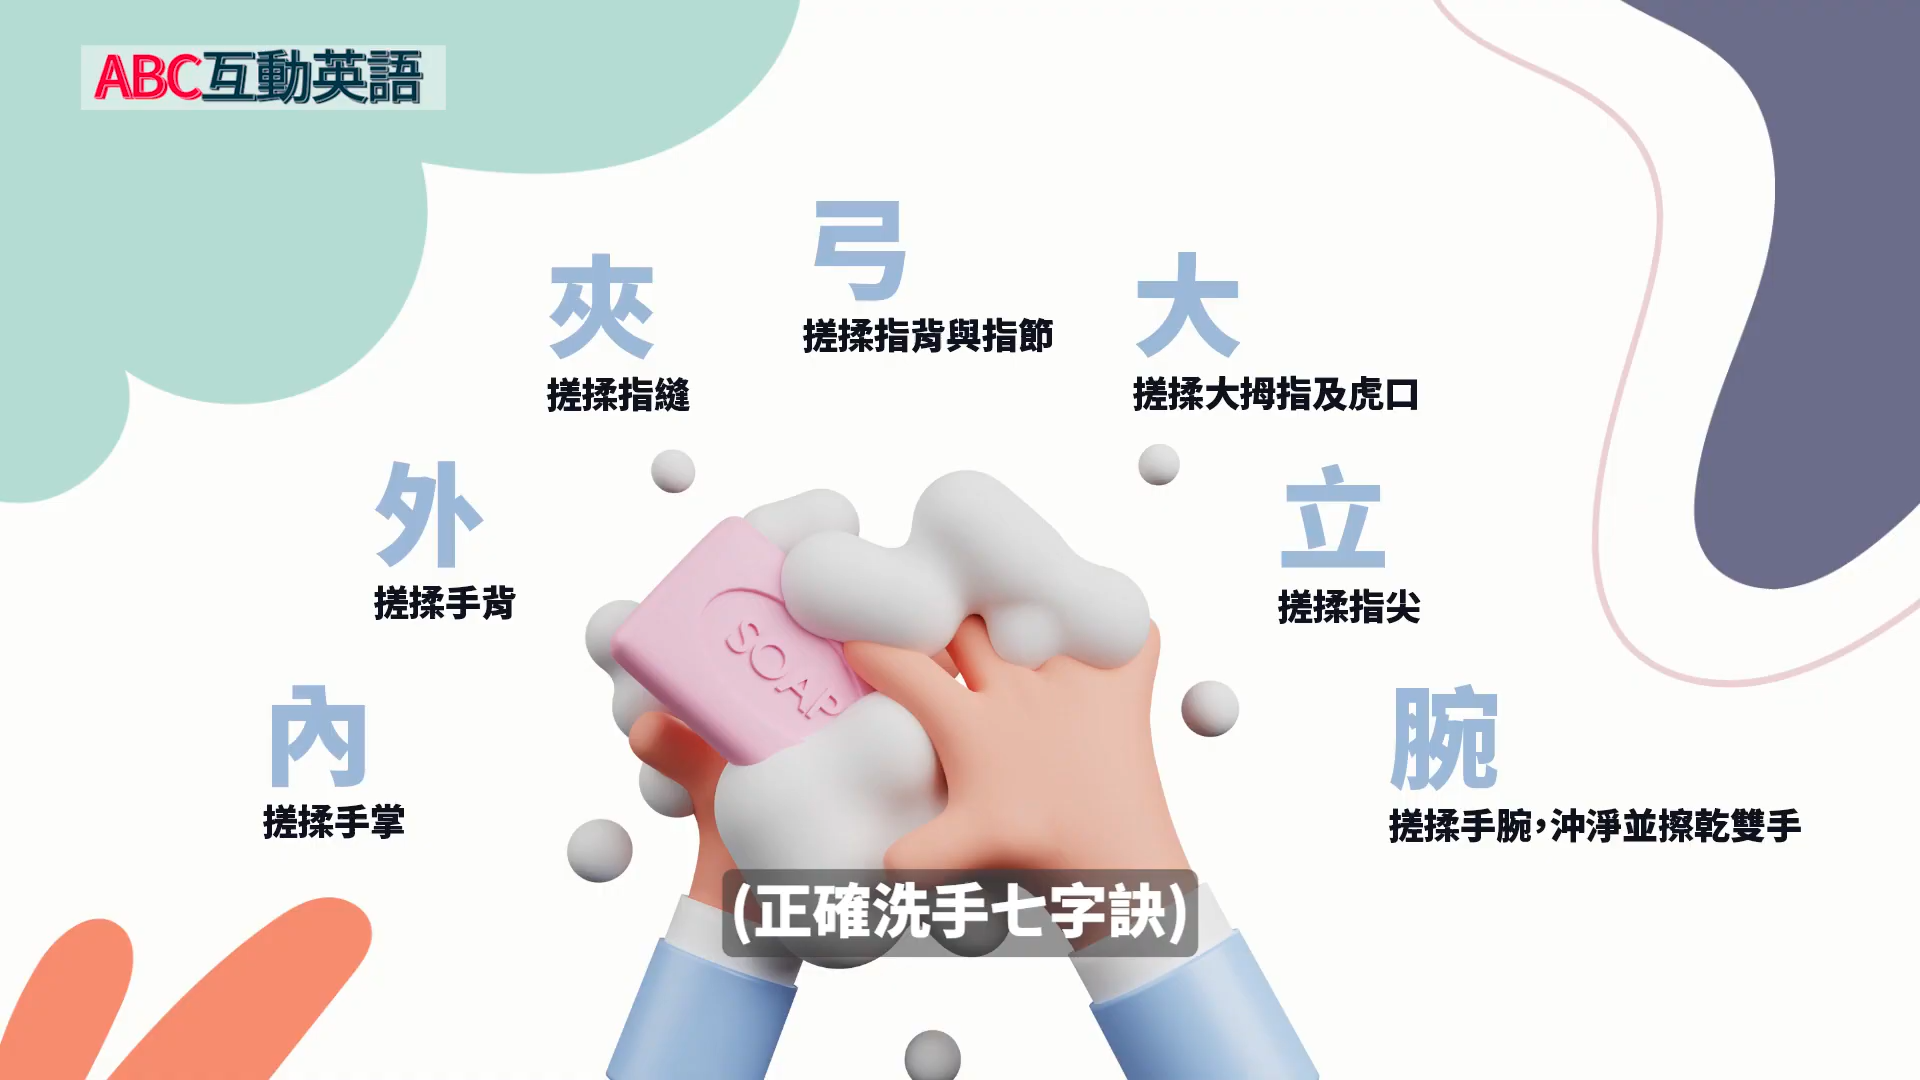 ABC互動英語
內
搓揉手掌
外
搓揉手背
夾
搓揉指縫
弓
搓揉指背與指節
大
搓揉大拇指及虎口
立
搓揉指尖
腕
搓揉手腕，沖淨並擦乾雙手
SOAP
(正確洗手七字訣)